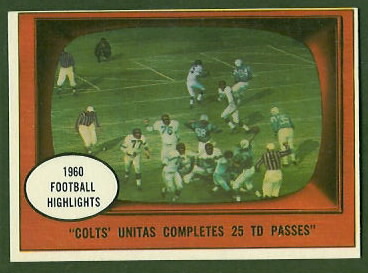 1960
FOOTBALL
HIGHLIGHTS
"COLTS' UNITAS COMPLETES 25 TD PASSES"